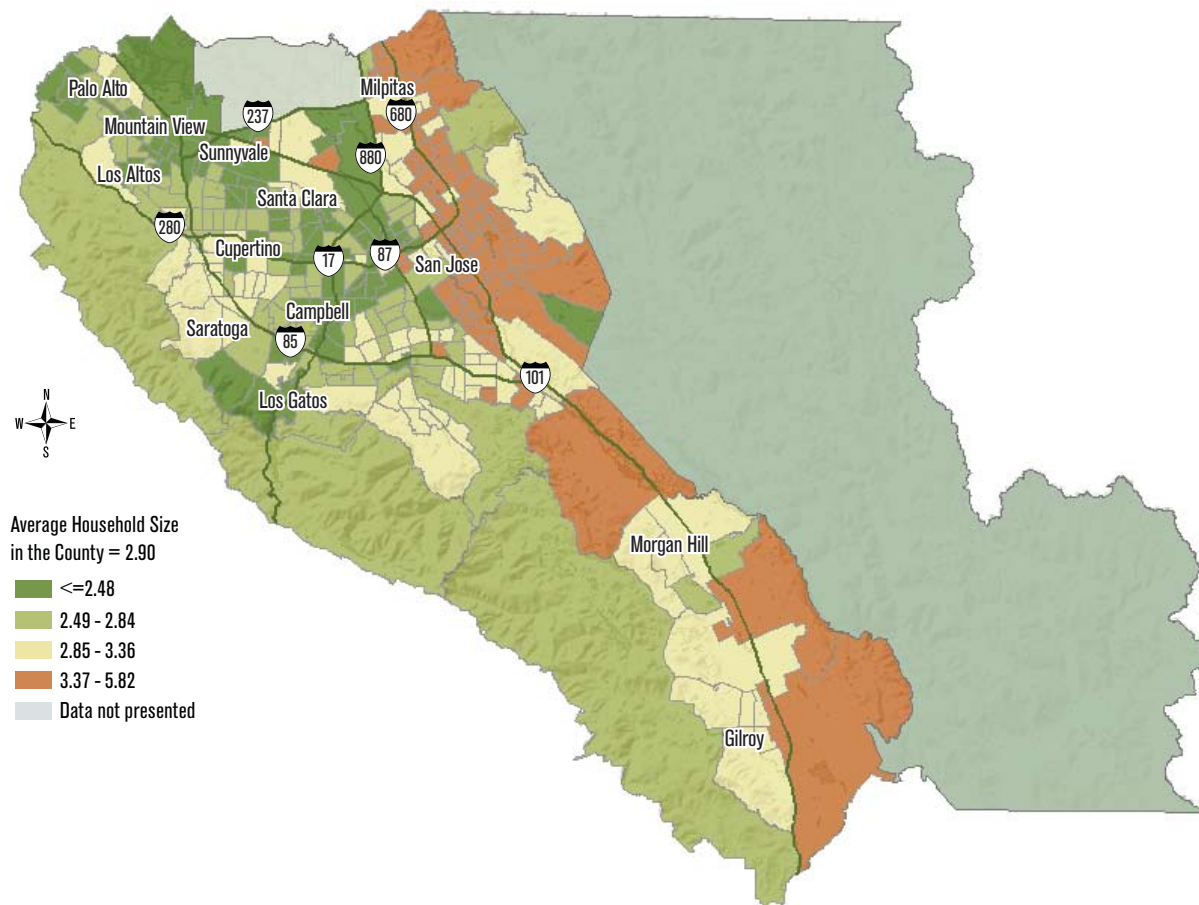 Palo Alto
Milpitas
237
680
Mountain View
Sunnyvale
880
Los Altos
Santa Clara
280
Cupertino
17
87
San Jose
Campbell
Saratoga
85
101
Los Gatos
N
W E
S
Average Household Size
in the County = 2.90
<=2.48
2.49 - 2.84
2.85 - 3.36
3.37 - 5.82
Data not presented
Morgan Hill
Gilroy